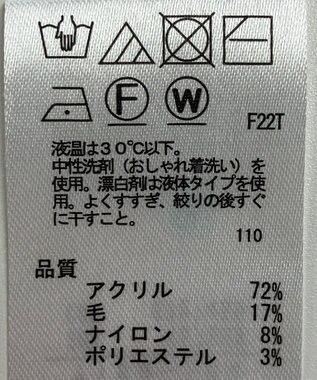 F W
F22T
液温は30℃以下。
中性洗剤（おしゃれ着洗い）を
使用。漂白剤は液体タイプを使
用。よくすすぎ、絞りの後すぐ
に干すこと。
110
品質
アクリル 72%
毛 17%
ナイロン 8%
ポリエステル 3%